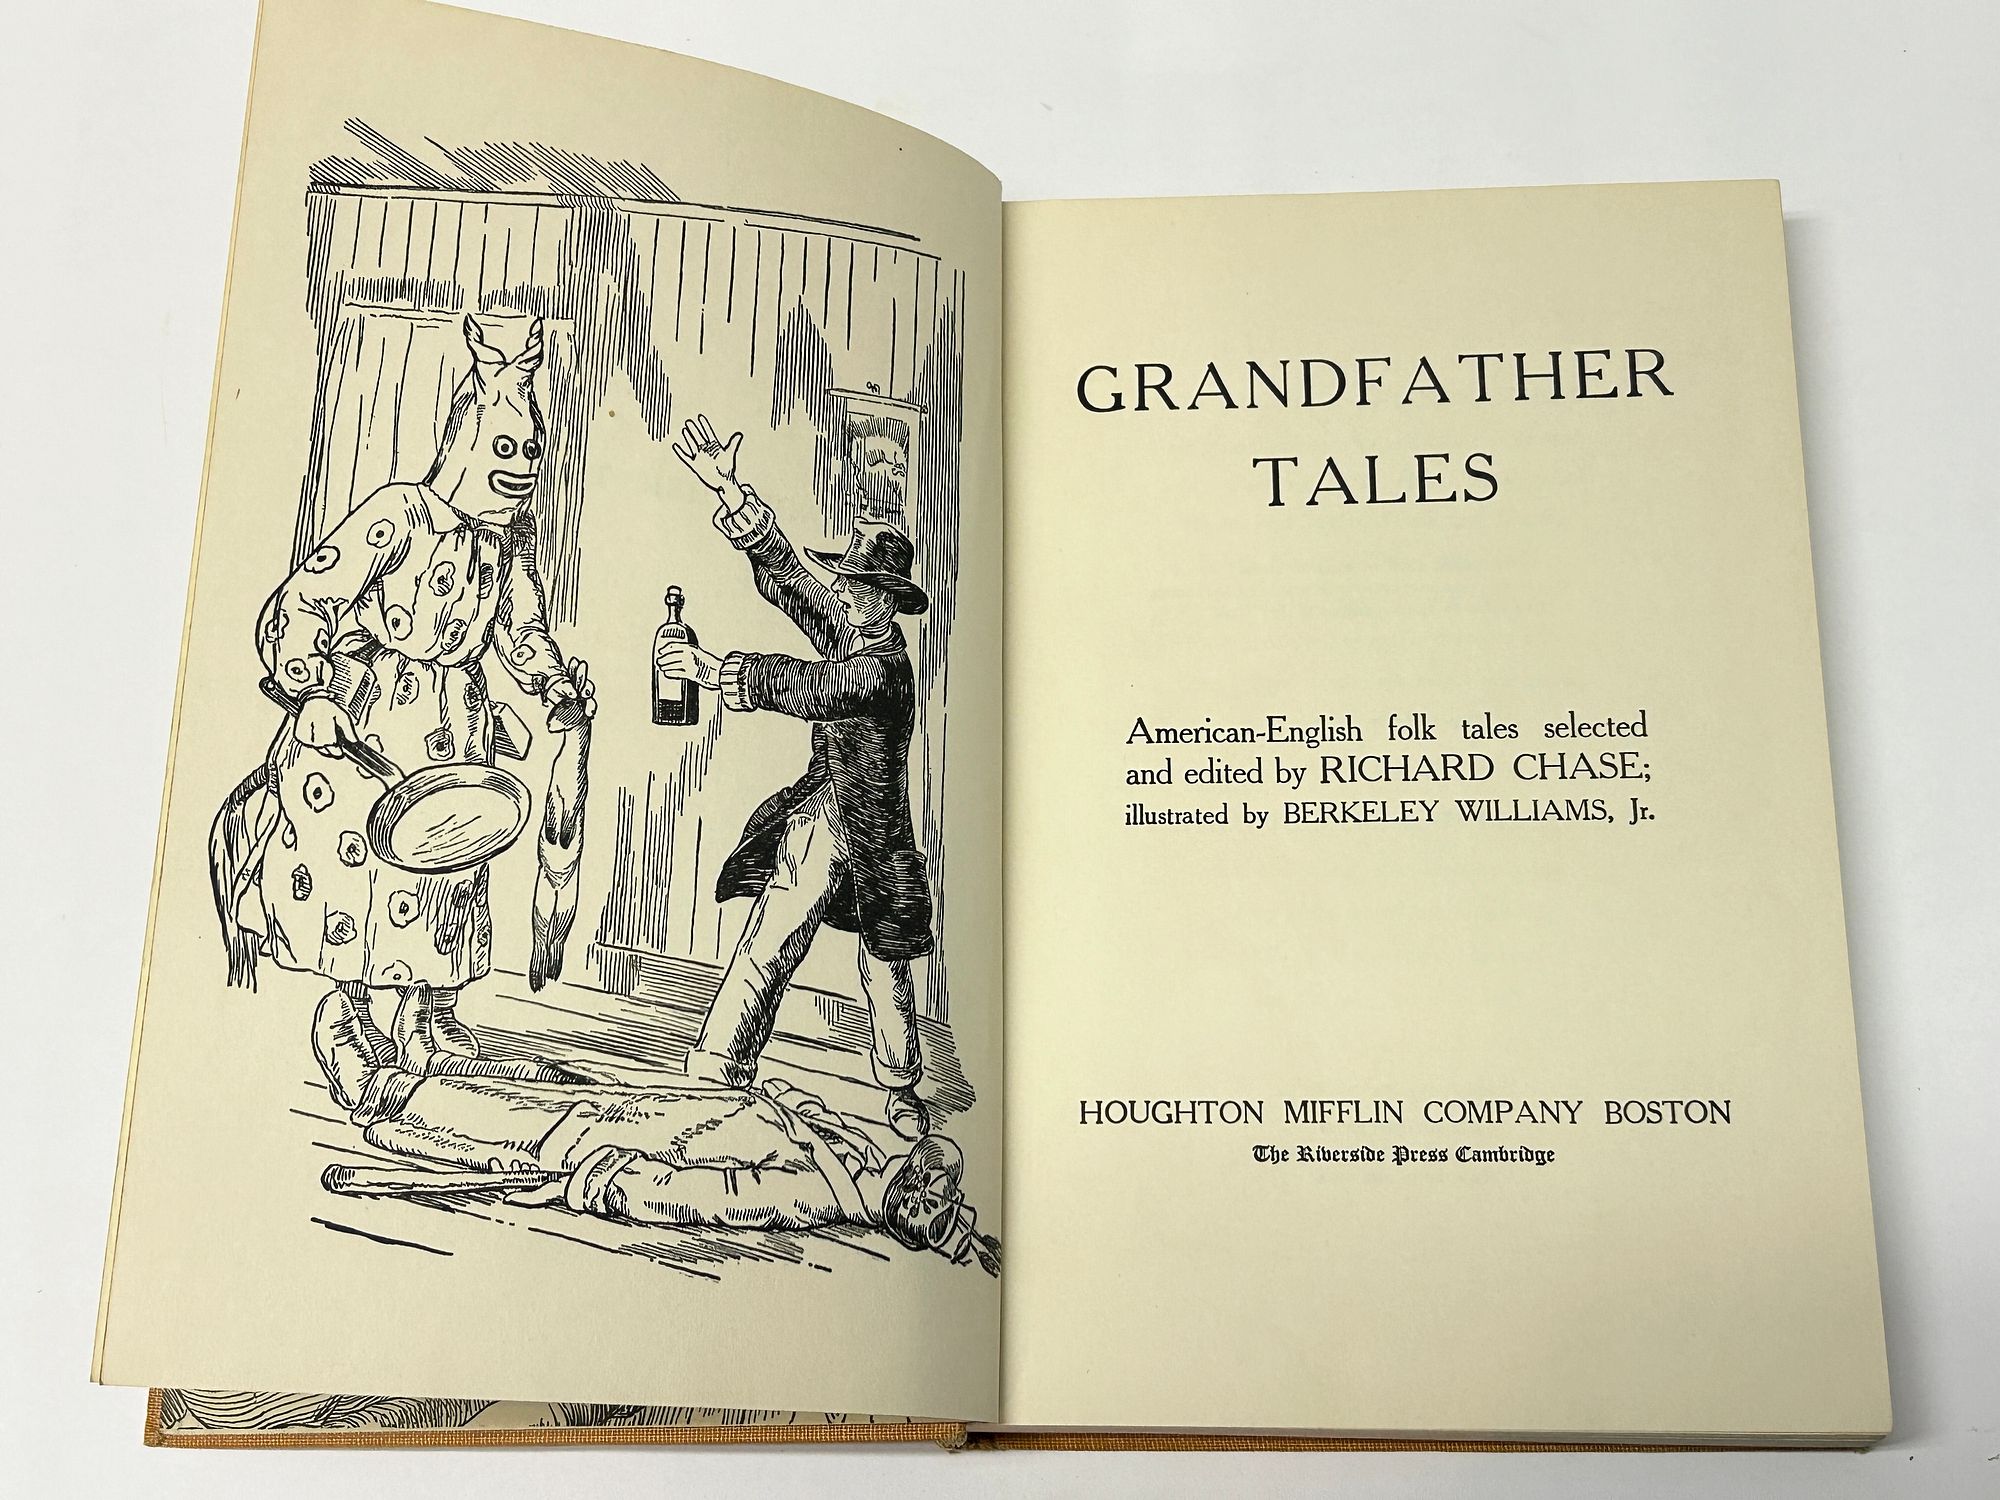 GRANDFATHER
TALES
American-English folk tales selected
and edited by RICHARD CHASE;
illustrated by BERKELEY WILLIAMS, Jr.
HOUGHTON MIFFLIN COMPANY BOSTON
The Riverside Press Cambridge